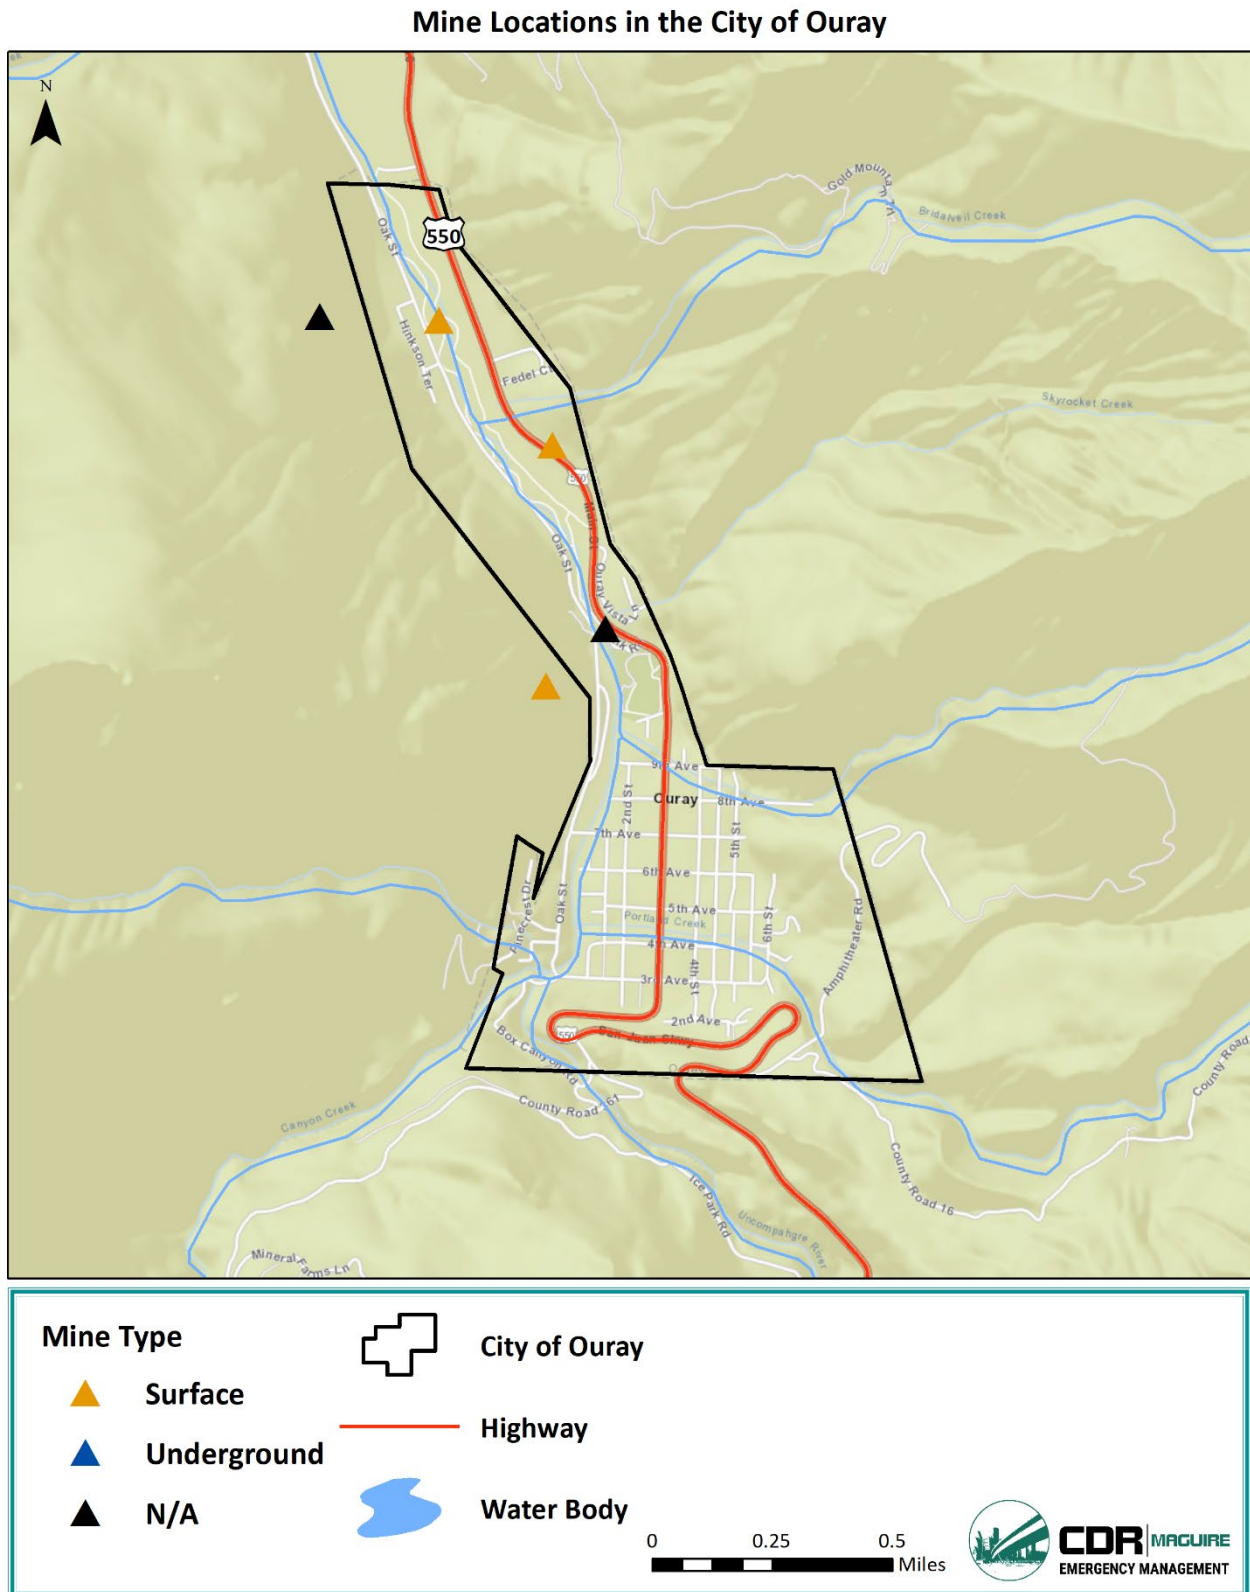 Mine Locations in the City of Ouray
N
Gold Mounta
n Trl
Bridalveil Creek
Oak St
550
Hinkson Ter
Fedel Ct
Skyrocket Creek
550
Main St
Oak St
Ouray Vista
Ln
9th Ave
Ouray
8th Ave
2nd St
7th Ave
5th St
6th Ave
Pinecrest Dr
Oak St
5th Ave
Portland Creek
6th St
Amphitheater Rd
4th Ave
3rd Ave
4th St
2nd Ave
550
San Juan Skwy
Box Canyon Rd
County Road
County Road 361
Canyon Creek
County Road 16
Ice Park Rd
Uncompahgre River
Mineral Farms Ln
Mine Type
Surface
Underground
N/A
City of Ouray
Highway
Water Body
0 0.25 0.5
Miles
CDR MAGUIRE
EMERGENCY MANAGEMENT